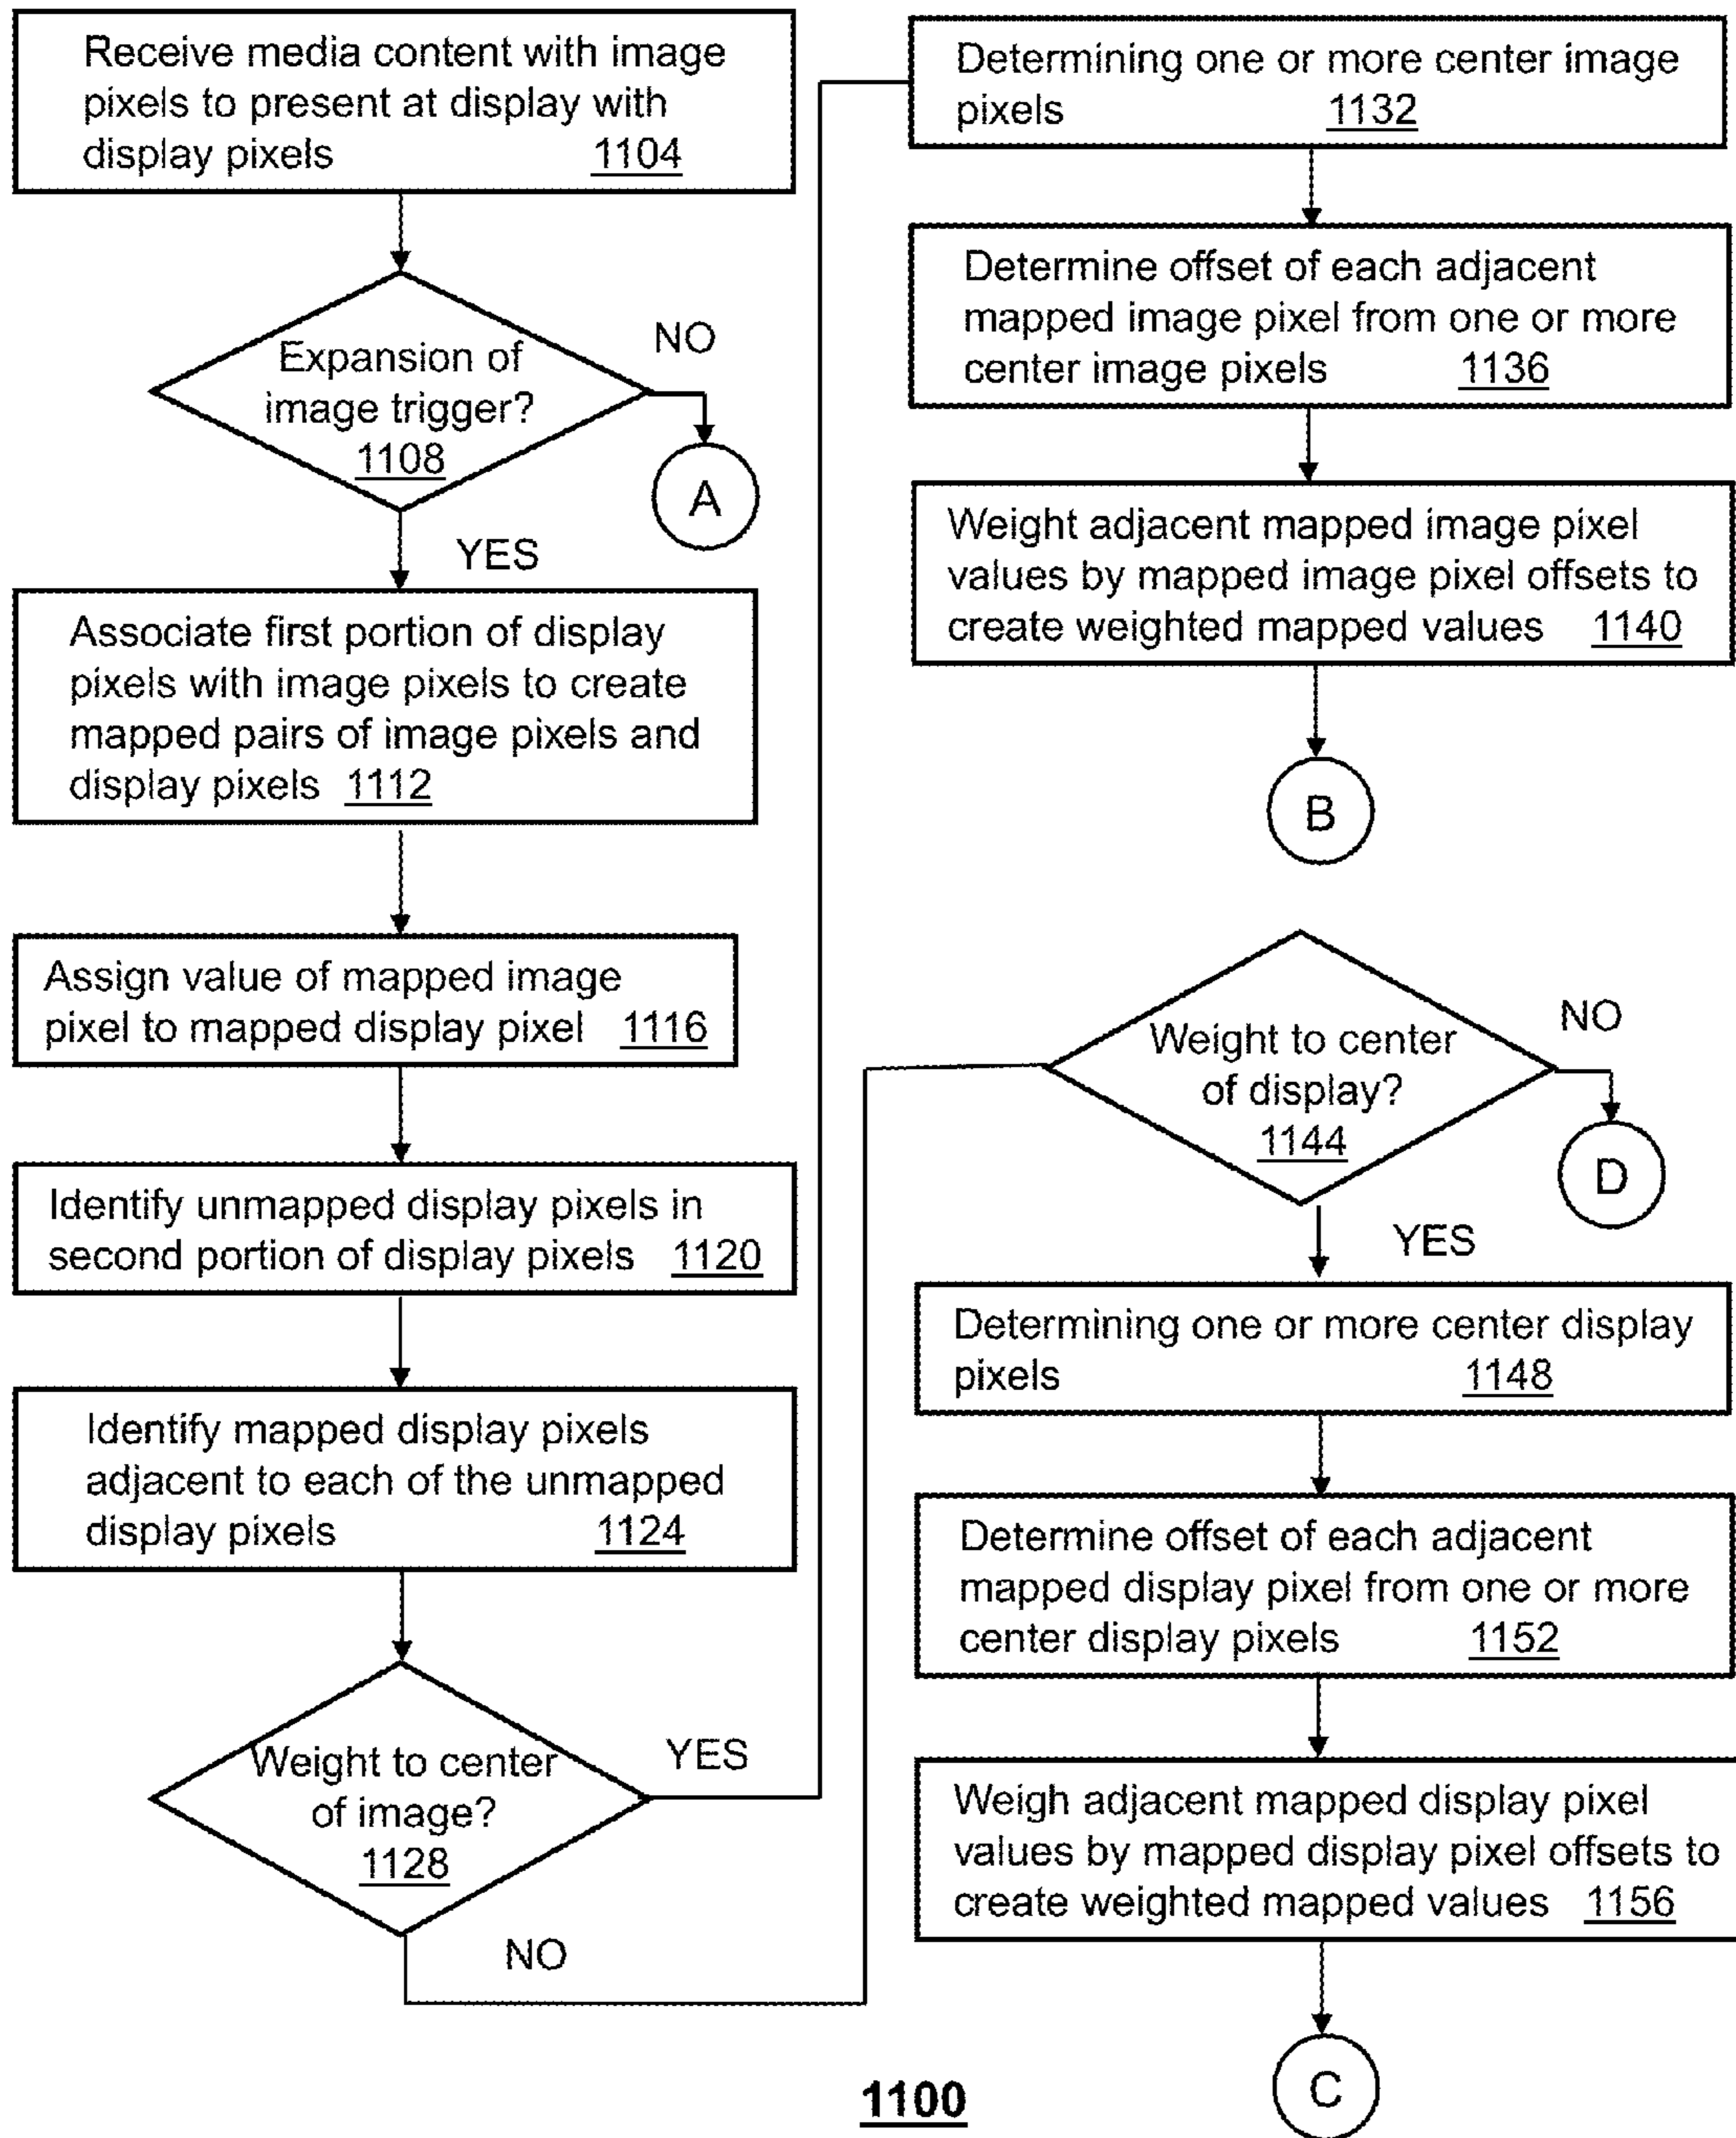 Receive media content with image
pixels to present at display with
display pixels 1104
Expansion of
image trigger?
1108
NO
A
YES
Associate first portion of display
pixels with image pixels to create
mapped pairs of image pixels and
display pixels 1112
Assign value of mapped image
pixel to mapped display pixel 1116
Identify unmapped display pixels in
second portion of display pixels 1120
Identify mapped display pixels
adjacent to each of the unmapped
display pixels 1124
Weight to center
of image?
1128
YES
NO
Determining one or more center image
pixels 1132
Determine offset of each adjacent
mapped image pixel from one or more
center image pixels 1136
Weight adjacent mapped image pixel
values by mapped image pixel offsets to
create weighted mapped values 1140
B
Weight to center
of display?
1144
NO
D
YES
Determining one or more center display
pixels 1148
Determine offset of each adjacent
mapped display pixel from one or more
center display pixels 1152
Weigh adjacent mapped display pixel
values by mapped display pixel offsets to
create weighted mapped values 1156
C
1100